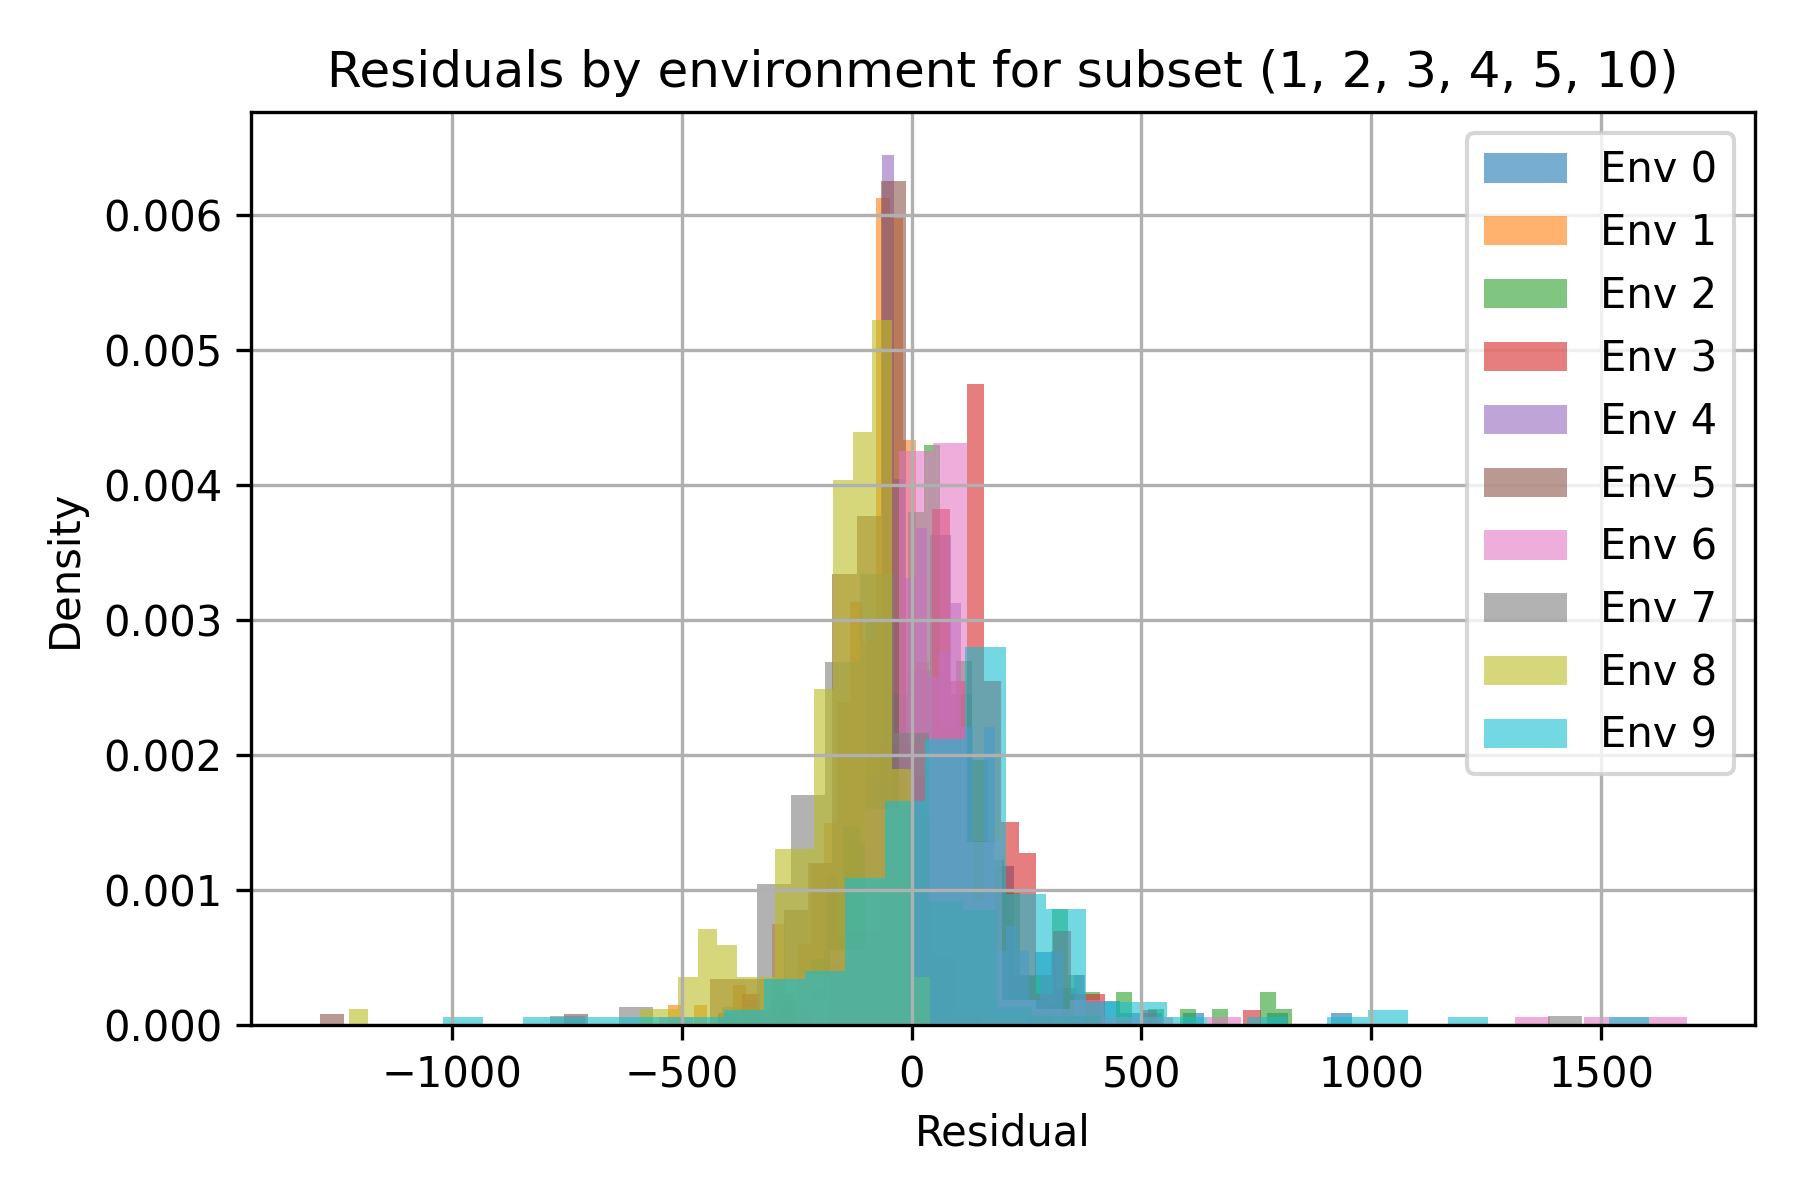 Residuals by environment for subset (1, 2, 3, 4, 5, 10)
Density
0.006
0.005
0.004
0.003
0.002
0.001
0.000
−1000
−500
0
500
1000
1500
Residual
Env 0
Env 1
Env 2
Env 3
Env 4
Env 5
Env 6
Env 7
Env 8
Env 9